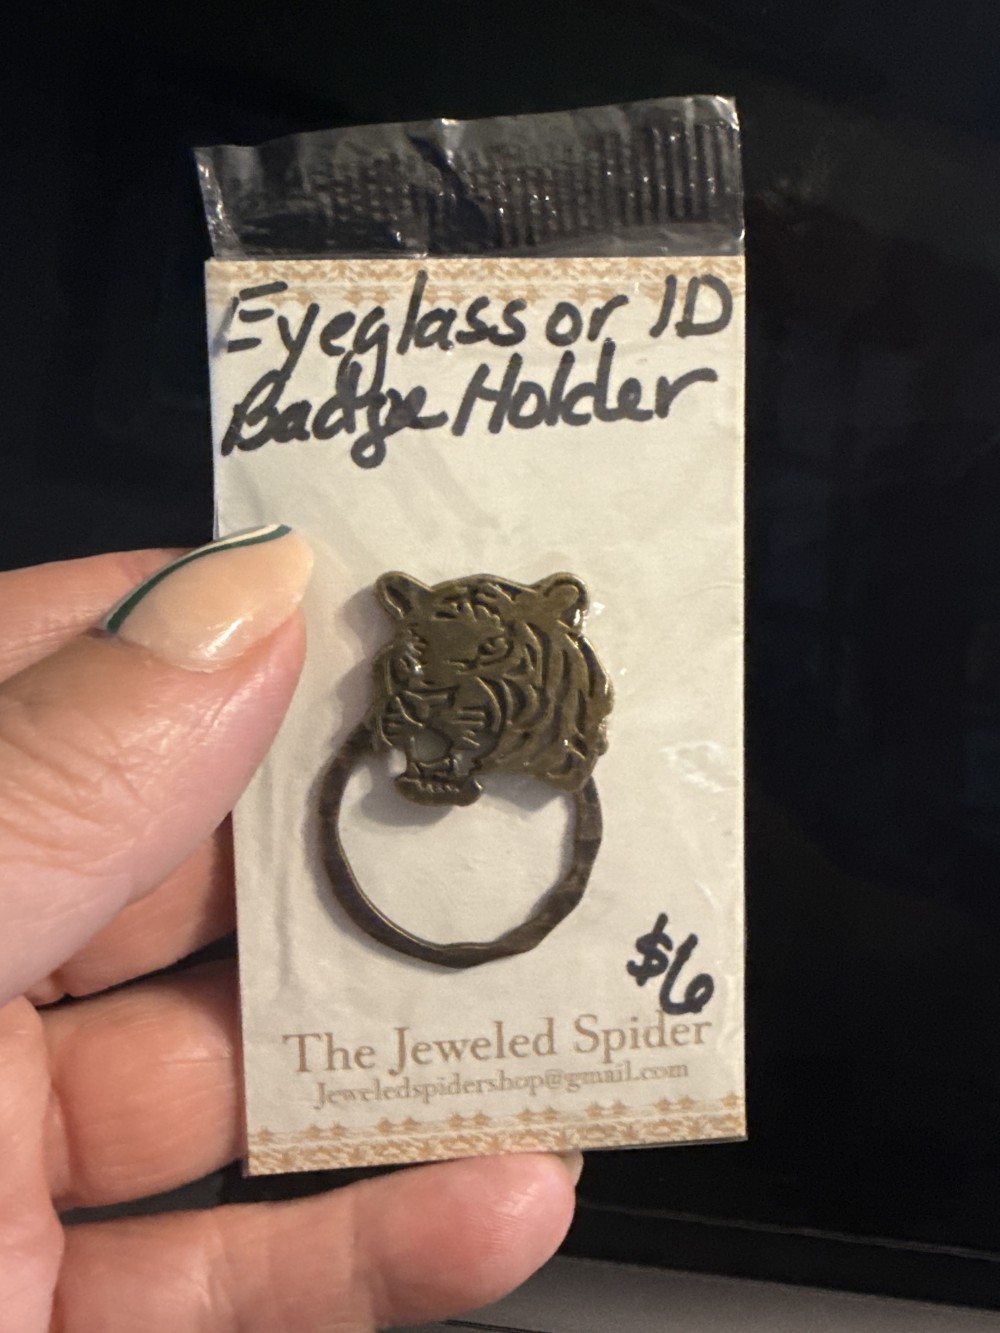 Eyeglass or ID
Badge Holder
$6
The Jeweled Spider
Jeweledspidershop@gmail.com